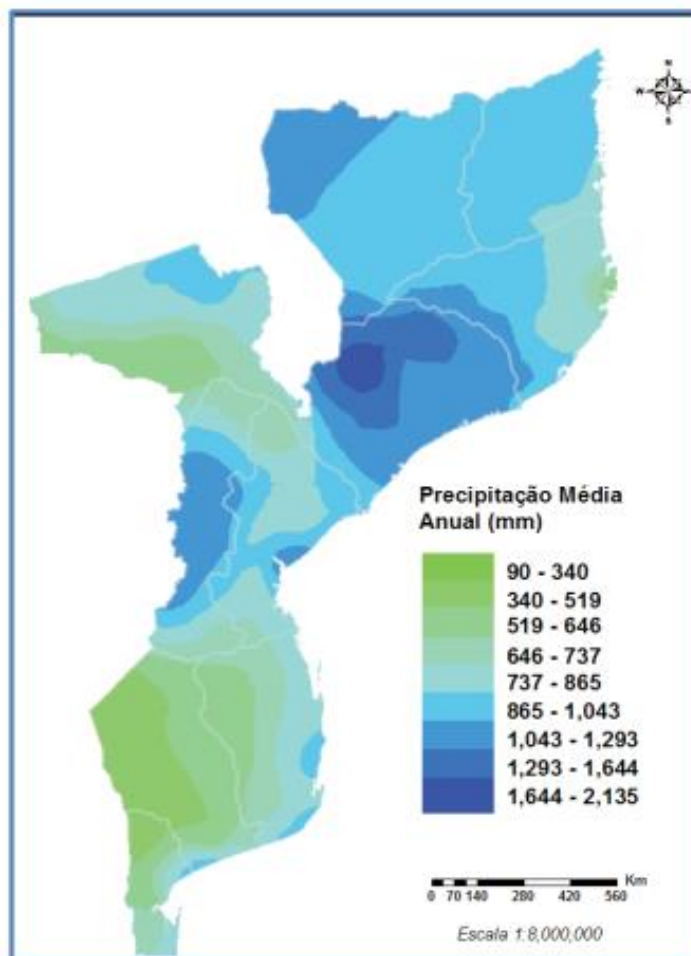 N
W E
S
Precipitação Média
Anual (mm)
90 - 340
340 - 519
519 - 646
646 - 737
737 - 865
865 - 1,043
1,043 - 1,293
1,293 - 1,644
1,644 - 2,135
Km
0 70 140 280 420 560
Escala 1:8,000,000